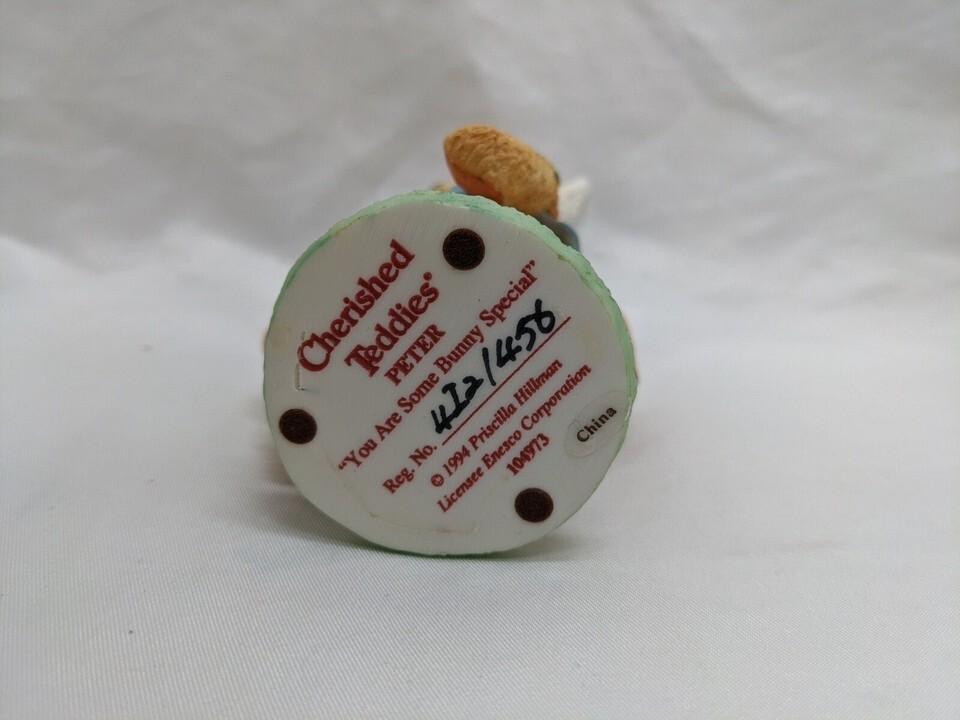 Cherished
Teddies®
PETER
"You Are Some Bunny Special"
Reg. No. 4I2/456
© 1994 Priscilla Hillman
Licensee Enesco Corporation
104973
China